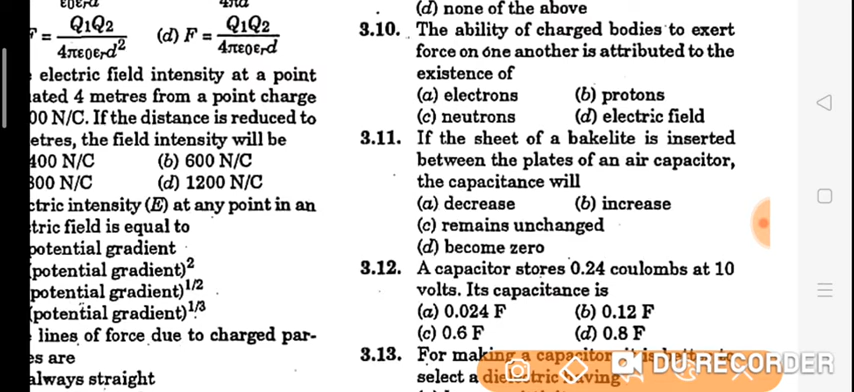 F = Q1Q2 / 4πε0εrd² (d) F = Q1Q2 / 4πε0εrd
electric field intensity at a point
ated 4 metres from a point charge
00 N/C. If the distance is reduced to
etres, the field intensity will be
400 N/C (b) 600 N/C
300 N/C (d) 1200 N/C
ctric intensity (E) at any point in an
tric field is equal to
potential gradient
(potential gradient)²
potential gradient)1/2
(potential gradient)1/3
lines of force due to charged par-
es are
always straight
(d) none of the above
3.10. The ability of charged bodies to exert
force on one another is attributed to the
existence of
(a) electrons (b) protons
(c) neutrons (d) electric field
3.11. If the sheet of a bakelite is inserted
between the plates of an air capacitor,
the capacitance will
(a) decrease (b) increase
(c) remains unchanged
(d) become zero
3.12. A capacitor stores 0.24 coulombs at 10
volts. Its capacitance is
(a) 0.024 F (b) 0.12 F
(c) 0.6 F (d) 0.8 F
3.13. For making a capacitor
select a dielectric having
DU RECORDER